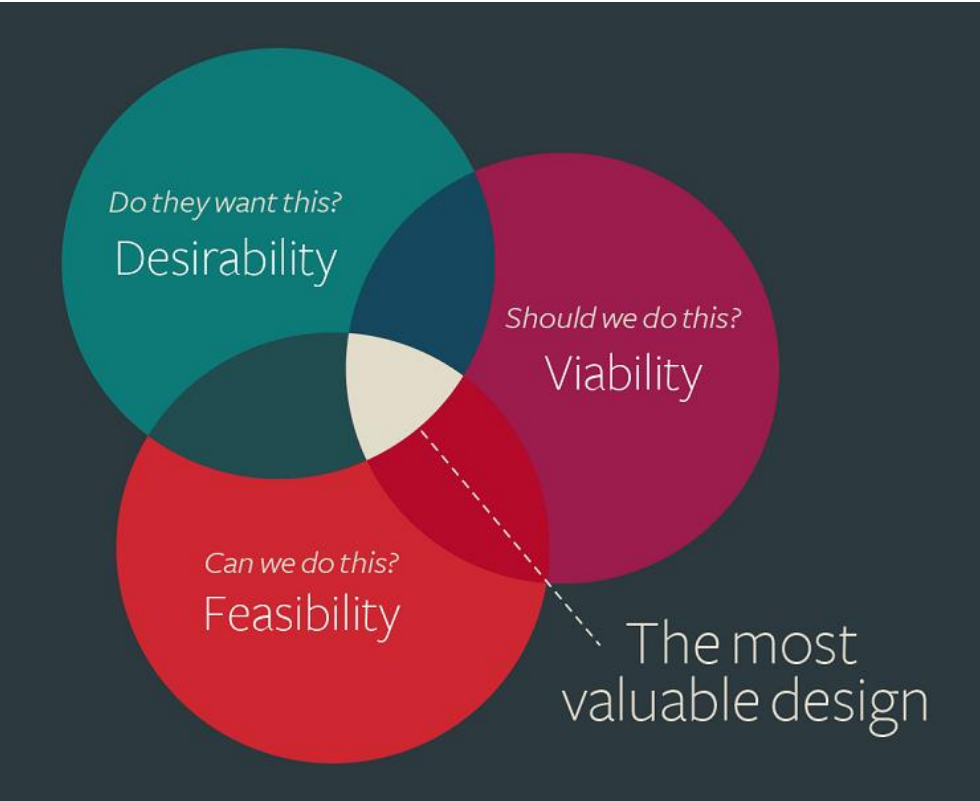 Do they want this?
Desirability
Should we do this?
Viability
Can we do this?
Feasibility
The most
valuable design